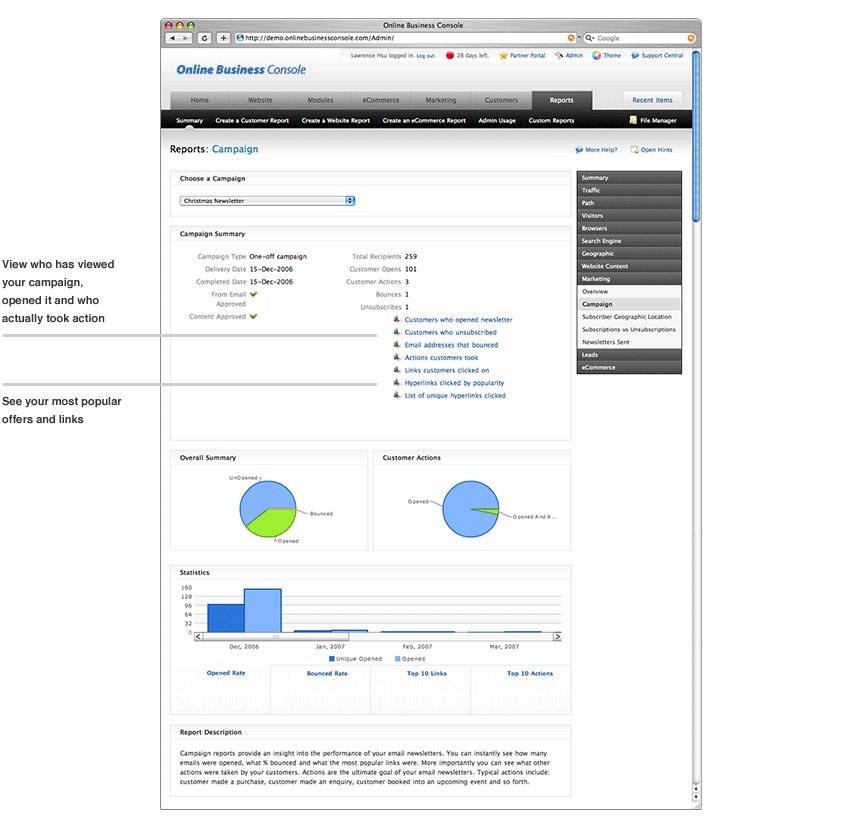 Online Business Console
http://demo.onlinebusinessconsole.com/Admin/
Google
Lawrence Hsu logged in. Log out.
28 days left.
Partner Portal
Admin
Theme
Support Central
Online Business Console
Home
Website
Modules
eCommerce
Marketing
Customers
Reports
Recent Items
Summary
Create a Customer Report
Create a Website Report
Create an eCommerce Report
Admin Usage
Custom Reports
File Manager
Reports: Campaign
More Help?
Open Hints
Choose a Campaign
Christmas Newsletter
Campaign Summary
Campaign Type One-off campaign
Delivery Date 15-Dec-2006
Completed Date 15-Dec-2006
From Email
Approved
Content Approved
Total Recipients 259
Customer Opens 101
Customer Actions 3
Bounces 1
Unsubscribes 1
Customers who opened newsletter
Customers who unsubscribed
Email addresses that bounced
Actions customers took
Links customers clicked on
Hyperlinks clicked by popularity
List of unique hyperlinks clicked
Summary
Traffic
Path
Visitors
Browsers
Search Engine
Geographic
Website Content
Marketing
Overview
Campaign
Subscriber Geographic Location
Subscriptions vs Unsubscriptions
Newsletters Sent
Leads
eCommerce
View who has viewed
your campaign,
opened it and who
actually took action
See your most popular
offers and links
Overall Summary
UnOpened
Bounced
Opened
Customer Actions
Opened
Opened And A...
Statistics
160
128
96
64
32
0
Dec, 2006
Jan, 2007
Feb, 2007
Mar, 2007
Unique Opened
Opened
Opened Rate
Bounced Rate
Top 10 Links
Top 10 Actions
Report Description
Campaign reports provide an insight into the performance of your email newsletters. You can instantly see how many
emails were opened, what % bounced and what the most popular links were. More importantly you can see what other
actions were taken by your customers. Actions are the ultimate goal of your email newsletters. Typical actions include:
customer made a purchase, customer made an enquiry, customer booked into an upcoming event and so forth.